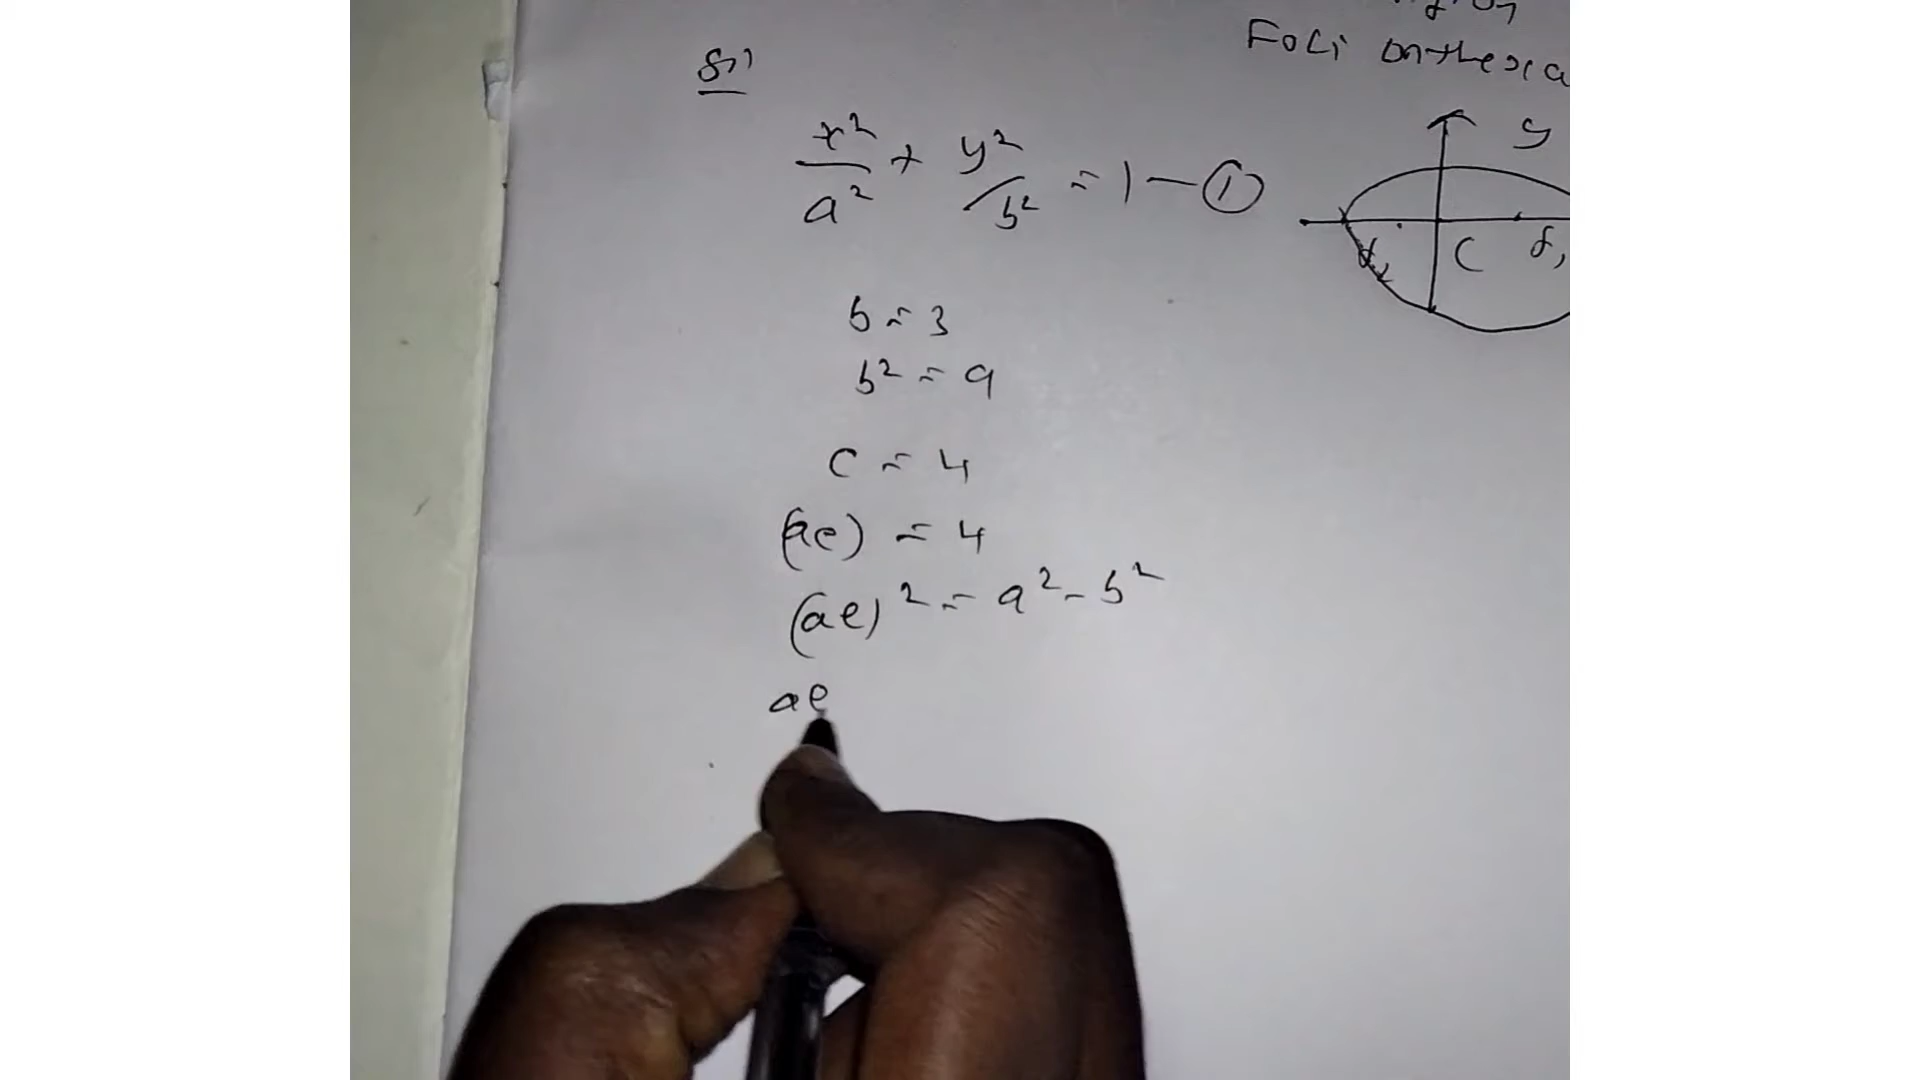 Foci on the x a
Sol
x² / a² + y² / b² = 1 — ①
y
C
b = 3
b² = 9
c = 4
(ae) = 4
(ae)² = a² - b²
ae